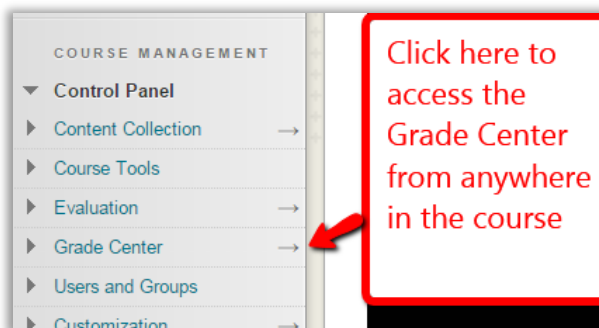 COURSE MANAGEMENT
Control Panel
Content Collection
Course Tools
Evaluation
Grade Center
Users and Groups
Customization
Click here to
access the
Grade Center
from anywhere
in the course